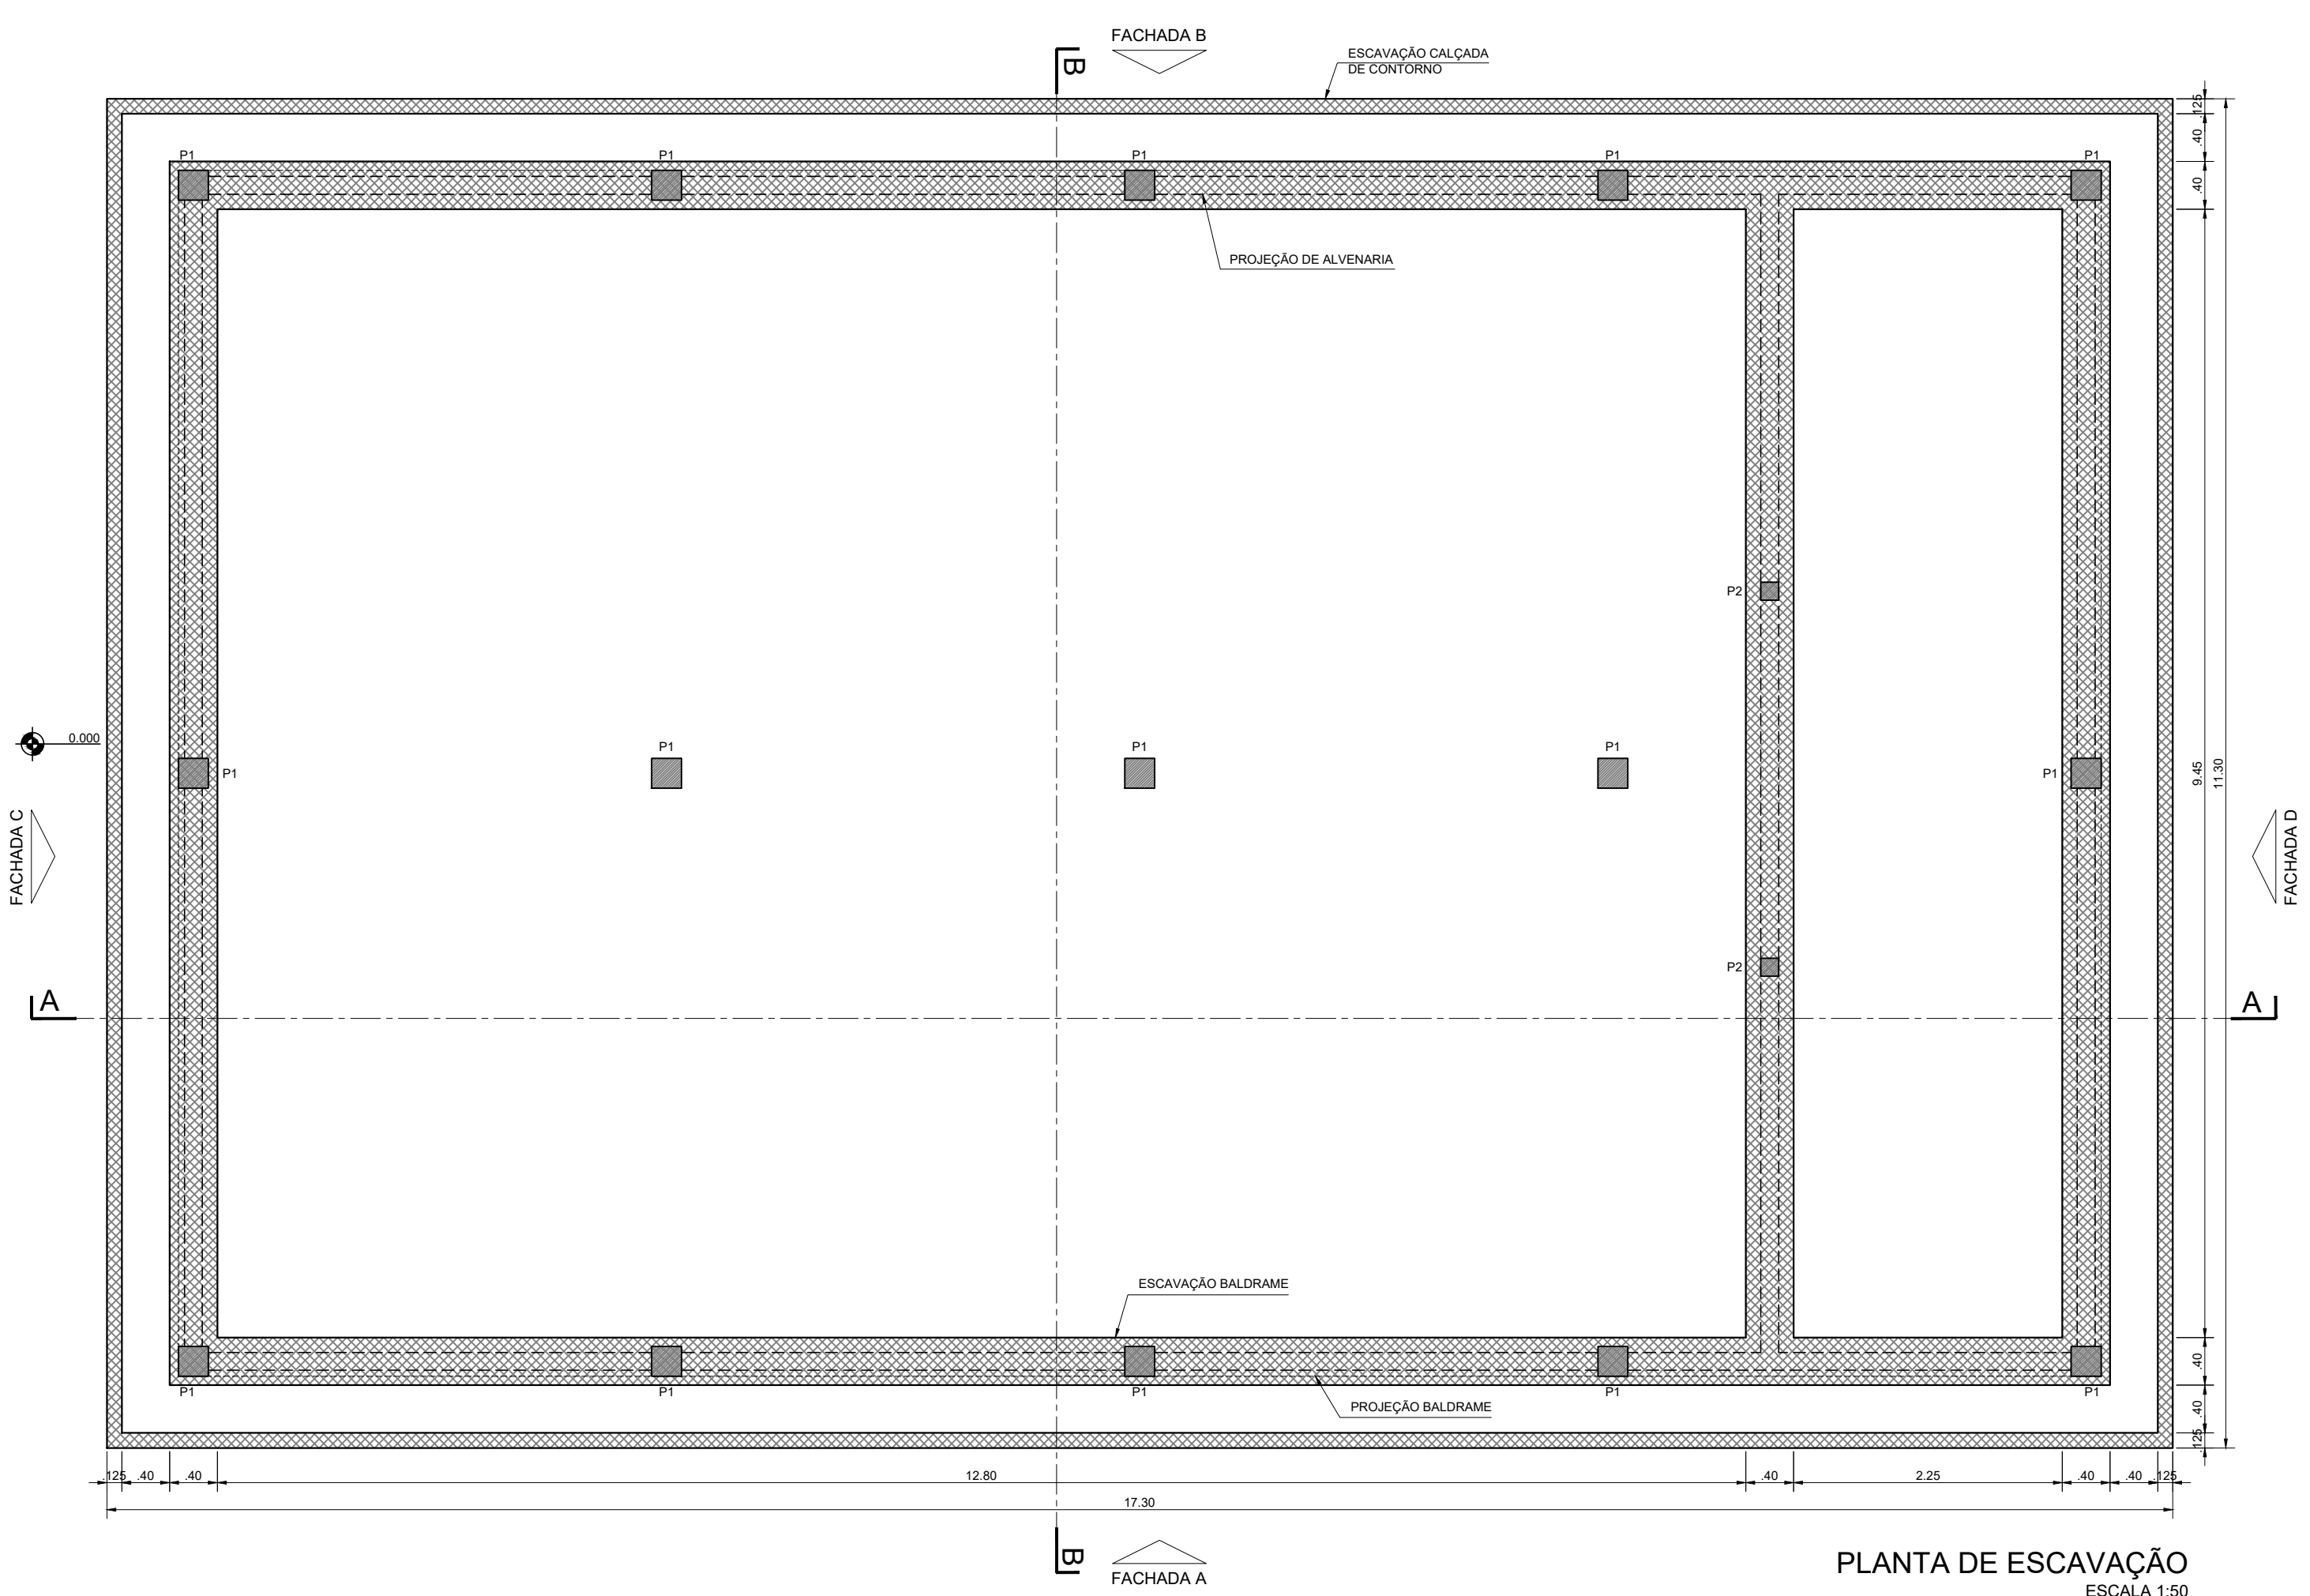 FACHADA B
B
ESCAVAÇÃO CALÇADA
DE CONTORNO
.125
.40
.40
P1
P1
P1
P1
P1
PROJEÇÃO DE ALVENARIA
P2
0.000
P1
P1
P1
P1
P1
9.45
11.30
FACHADA C
FACHADA D
P2
A
A
ESCAVAÇÃO BALDRAME
P1
P1
P1
P1
P1
PROJEÇÃO BALDRAME
.40
.40
.125
.125
.40
.40
12.80
.40
2.25
.40
.40
.125
17.30
B
FACHADA A
PLANTA DE ESCAVAÇÃO
ESCALA 1:50